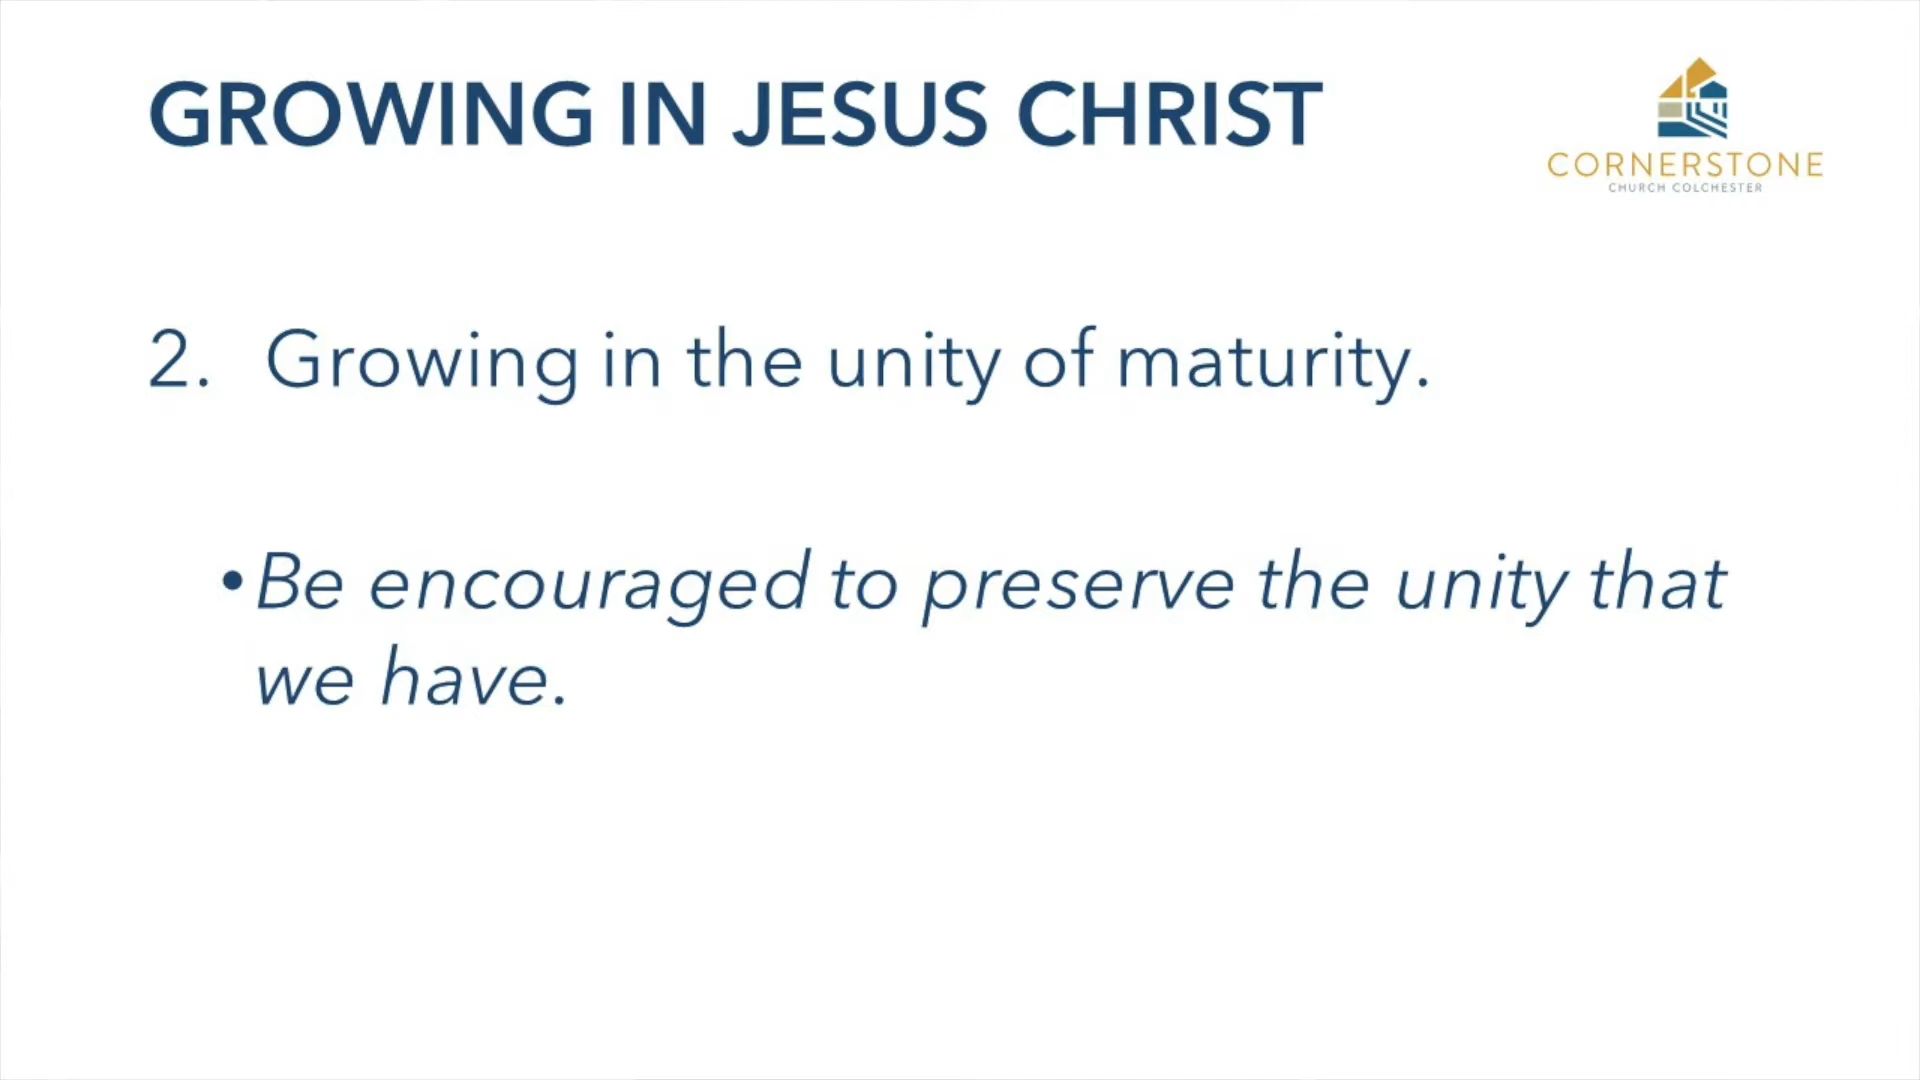 GROWING IN JESUS CHRIST
CORNERSTONE
CHURCH COLCHESTER
2. Growing in the unity of maturity.
•Be encouraged to preserve the unity that
we have.